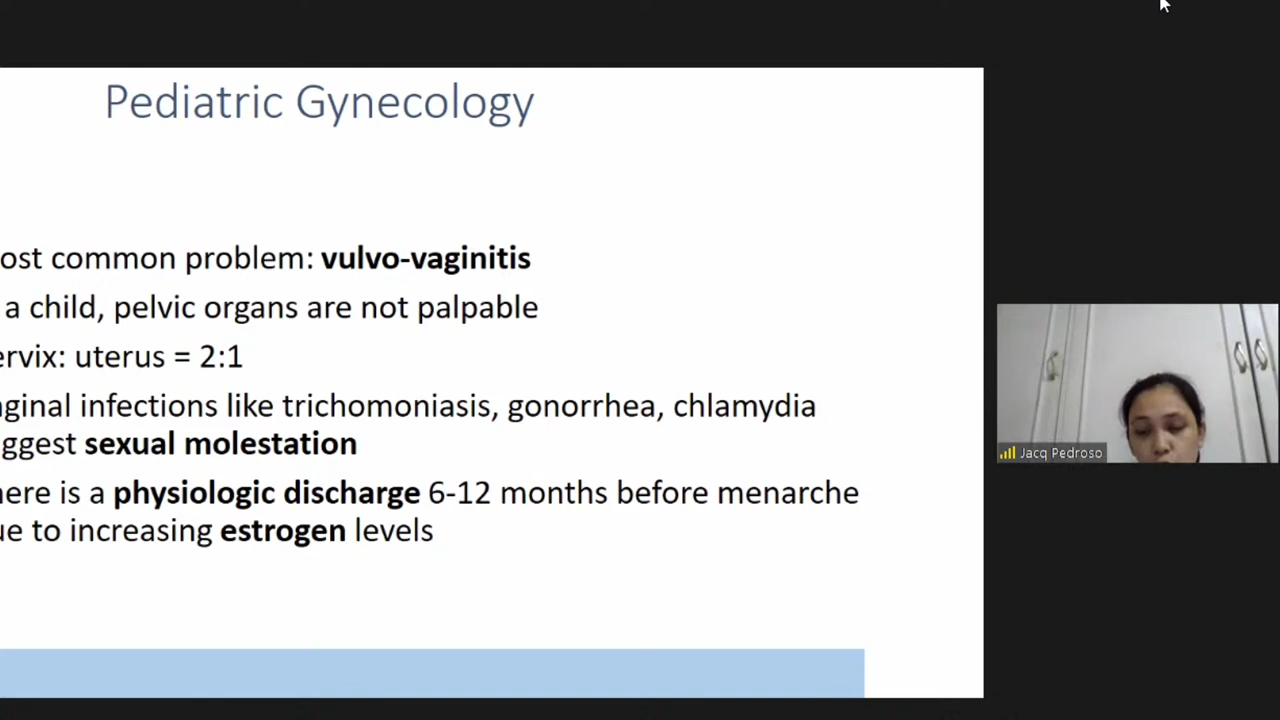 Pediatric Gynecology
ost common problem: vulvo-vaginitis
a child, pelvic organs are not palpable
ervix: uterus = 2:1
aginal infections like trichomoniasis, gonorrhea, chlamydia
ggest sexual molestation
here is a physiologic discharge 6-12 months before menarche
ue to increasing estrogen levels
Jacq Pedroso